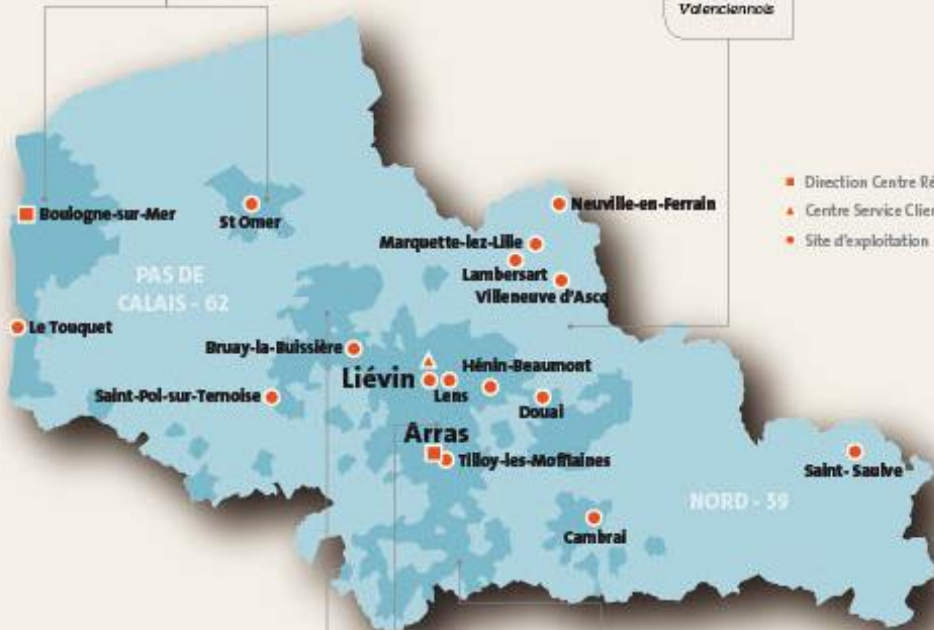 Valenciennois
Direction Centre Ré
Centre Service Clien
Site d'exploitation
Boulogne-sur-Mer
St Omer
Neuville-en-Ferrain
Marquette-lez-Lille
Lambersart
Villeneuve d'Ascq
PAS DE
CALAIS - 62
Le Touquet
Bruay-la-Buissière
Liévin
Lens
Hénin-Beaumont
Douai
Saint-Pol-sur-Ternoise
Arras
Tilloy-les-Mofflaines
Saint- Saulve
NORD - 59
Cambrai